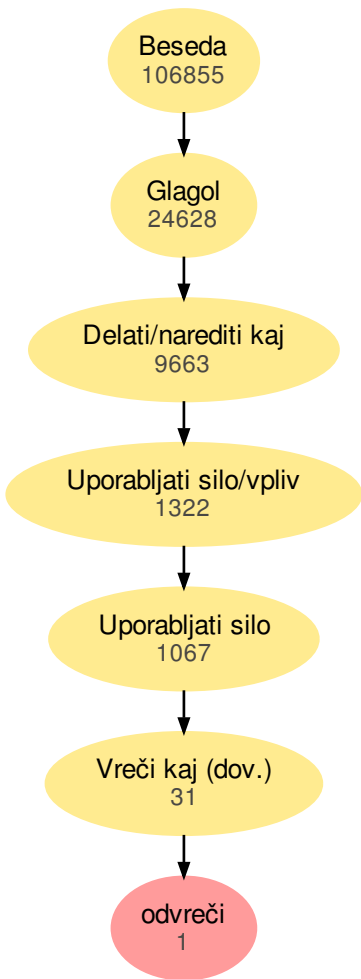 Beseda
106855
Glagol
24628
Delati/narediti kaj
9663
Uporabljati silo/vpliv
1322
Uporabljati silo
1067
Vreči kaj (dov.)
31
odvreči
1